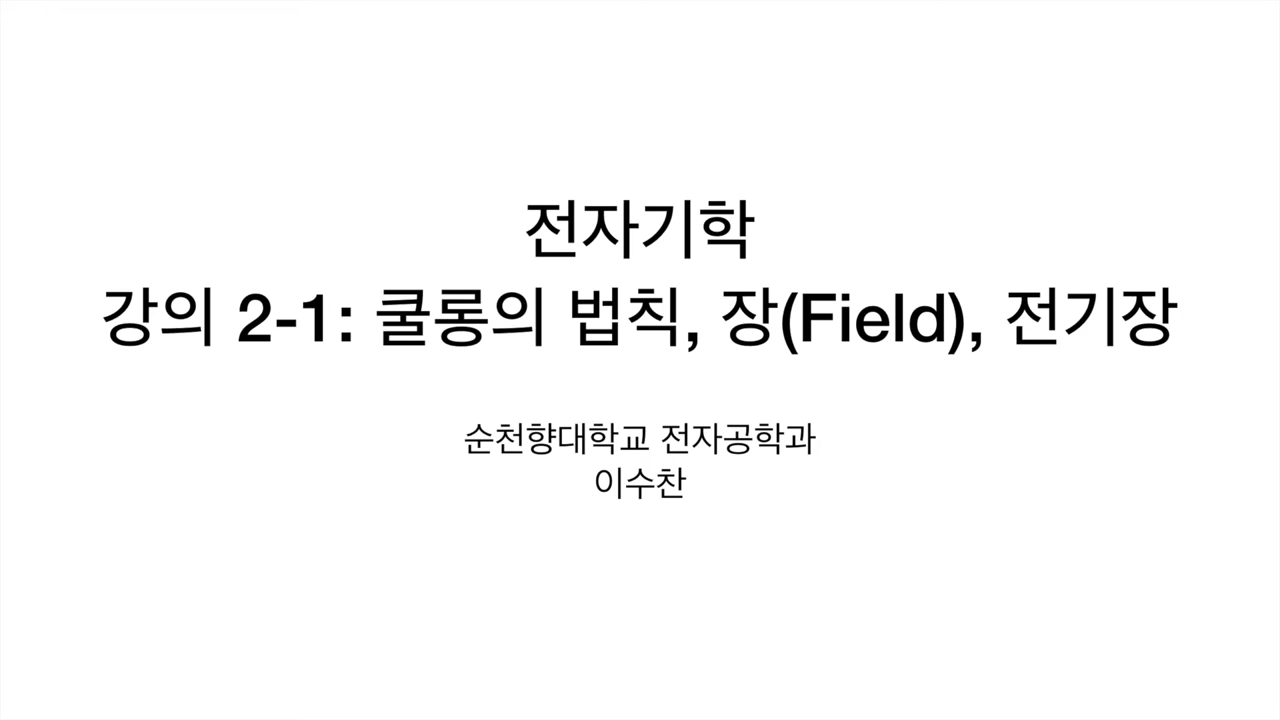 전자기학
강의 2-1: 쿨롱의 법칙, 장(Field), 전기장
순천향대학교 전자공학과
이수찬